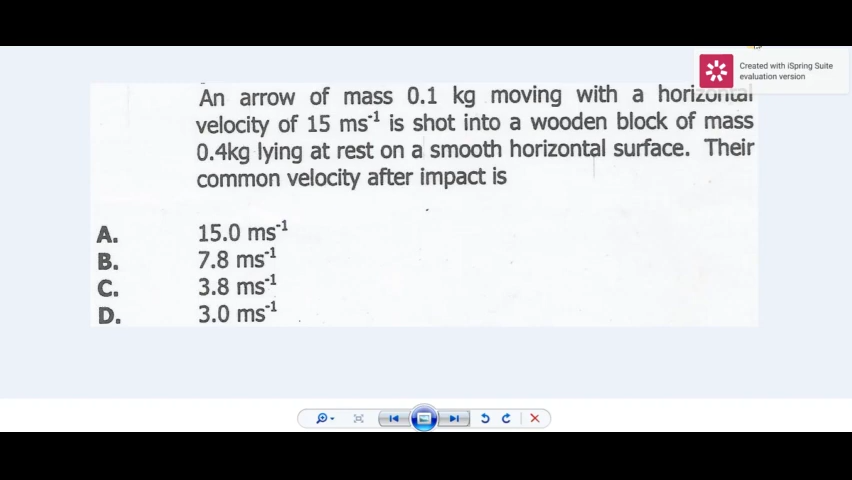 Created with iSpring Suite
evaluation version
An arrow of mass 0.1 kg moving with a horizontal
velocity of 15 ms⁻¹ is shot into a wooden block of mass
0.4kg lying at rest on a smooth horizontal surface. Their
common velocity after impact is
A. 15.0 ms⁻¹
B. 7.8 ms⁻¹
C. 3.8 ms⁻¹
D. 3.0 ms⁻¹